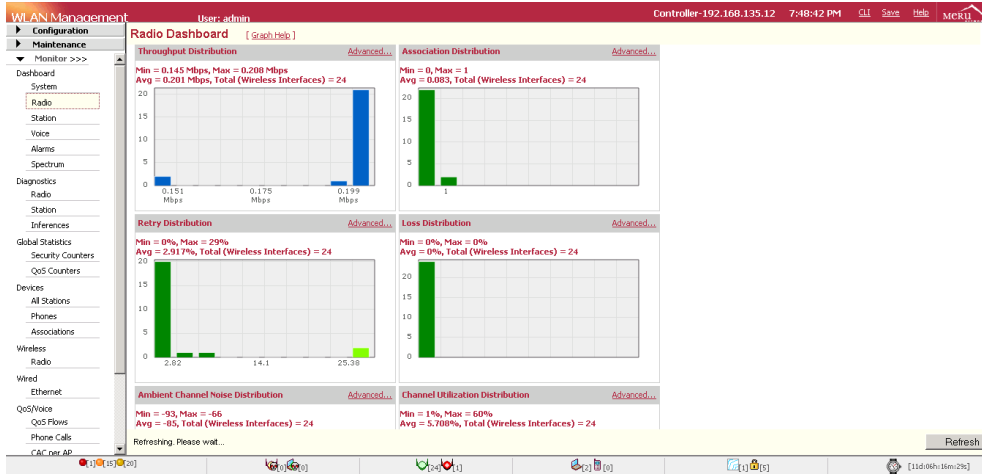 WLAN Management User: admin Controller-192.168.135.12 7:48:42 PM CLI Save Help MERU
Configuration
Maintenance
Monitor >>>
Dashboard
System
Radio
Station
Voice
Alarms
Spectrum
Diagnostics
Radio
Station
Inferences
Global Statistics
Security Counters
QoS Counters
Devices
All Stations
Phones
Associations
Wireless
Radio
Wired
Ethernet
QoS/Voice
QoS Flows
Phone Calls
CAC per AP
Radio Dashboard [ Graph Help ]
Throughput Distribution Advanced...
Min = 0.145 Mbps, Max = 0.208 Mbps
Avg = 0.201 Mbps, Total (Wireless Interfaces) = 24
20
15
10
5
0
0.151 0.175 0.199
Mbps Mbps Mbps
Association Distribution Advanced...
Min = 0, Max = 1
Avg = 0.083, Total (Wireless Interfaces) = 24
20
15
10
5
0
1
Retry Distribution Advanced...
Min = 0%, Max = 29%
Avg = 2.917%, Total (Wireless Interfaces) = 24
20
15
10
5
0
2.82 14.1 25.38
Loss Distribution Advanced...
Min = 0%, Max = 0%
Avg = 0%, Total (Wireless Interfaces) = 24
20
15
10
5
0
Ambient Channel Noise Distribution Advanced...
Min = -93, Max = -66
Avg = -85, Total (Wireless Interfaces) = 24
Channel Utilization Distribution Advanced...
Min = 1%, Max = 60%
Avg = 5.708%, Total (Wireless Interfaces) = 24
Refreshing. Please wait... Refresh
[1] [15] [20] [0] [0] [24] [1] [2] [0] [1] [5] [11d:06h:16m:29s]